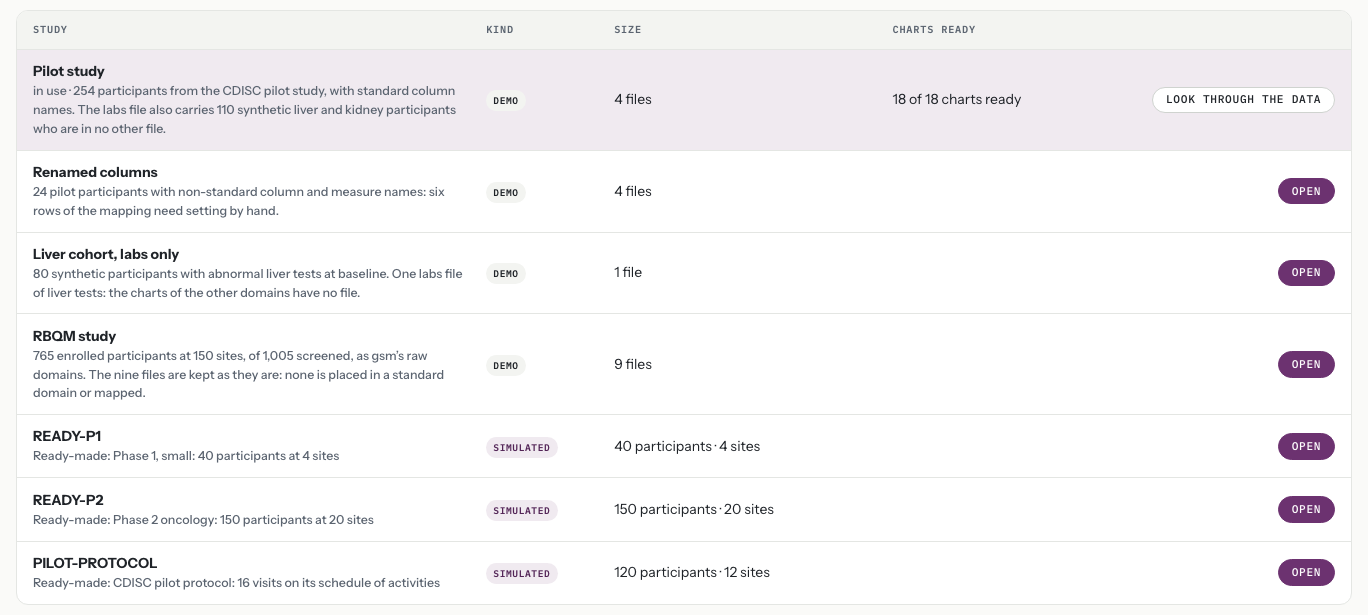 STUDY KIND SIZE CHARTS READY
Pilot study
in use · 254 participants from the CDISC pilot study, with standard column
names. The labs file also carries 110 synthetic liver and kidney participants
who are in no other file.
DEMO
4 files
18 of 18 charts ready
LOOK THROUGH THE DATA
Renamed columns
24 pilot participants with non-standard column and measure names: six
rows of the mapping need setting by hand.
DEMO
4 files
OPEN
Liver cohort, labs only
80 synthetic participants with abnormal liver tests at baseline. One labs file
of liver tests: the charts of the other domains have no file.
DEMO
1 file
OPEN
RBQM study
765 enrolled participants at 150 sites, of 1,005 screened, as gsm's raw
domains. The nine files are kept as they are: none is placed in a standard
domain or mapped.
DEMO
9 files
OPEN
READY-P1
Ready-made: Phase 1, small: 40 participants at 4 sites
SIMULATED
40 participants · 4 sites
OPEN
READY-P2
Ready-made: Phase 2 oncology: 150 participants at 20 sites
SIMULATED
150 participants · 20 sites
OPEN
PILOT-PROTOCOL
Ready-made: CDISC pilot protocol: 16 visits on its schedule of activities
SIMULATED
120 participants · 12 sites
OPEN